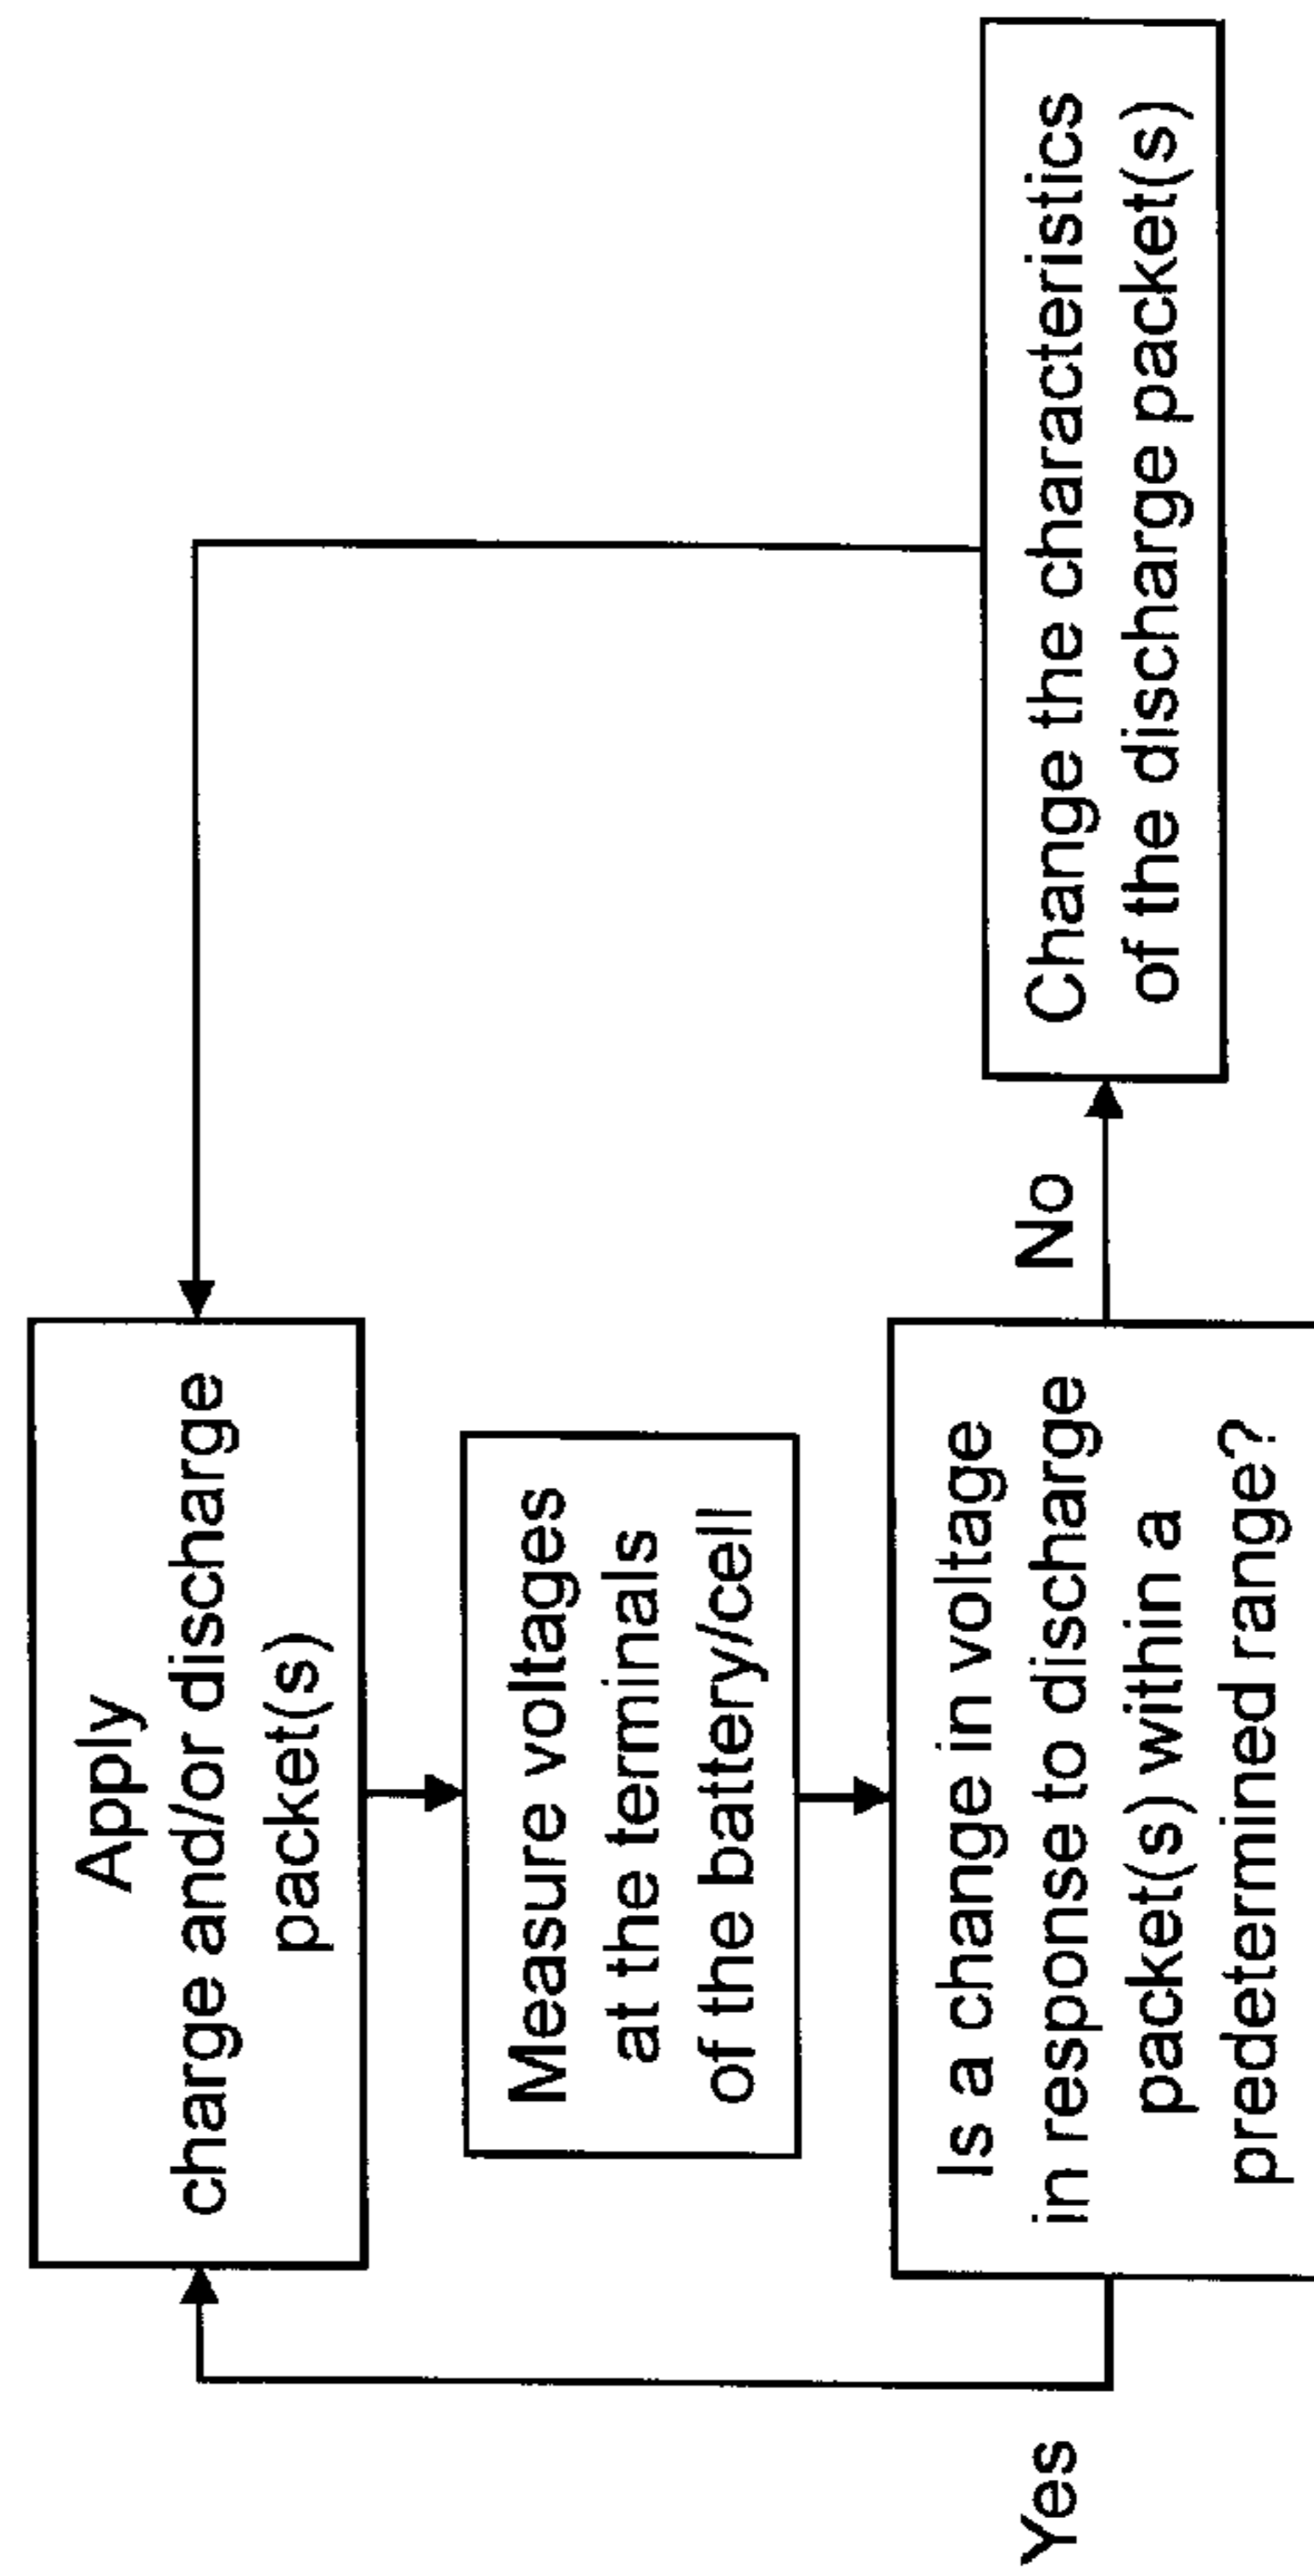 Apply
charge and/or discharge
packet(s)
Measure voltages
at the terminals
of the battery/cell
Is a change in voltage
in response to discharge
packet(s) within a
predetermined range?
Yes
No
Change the characteristics
of the discharge packet(s)